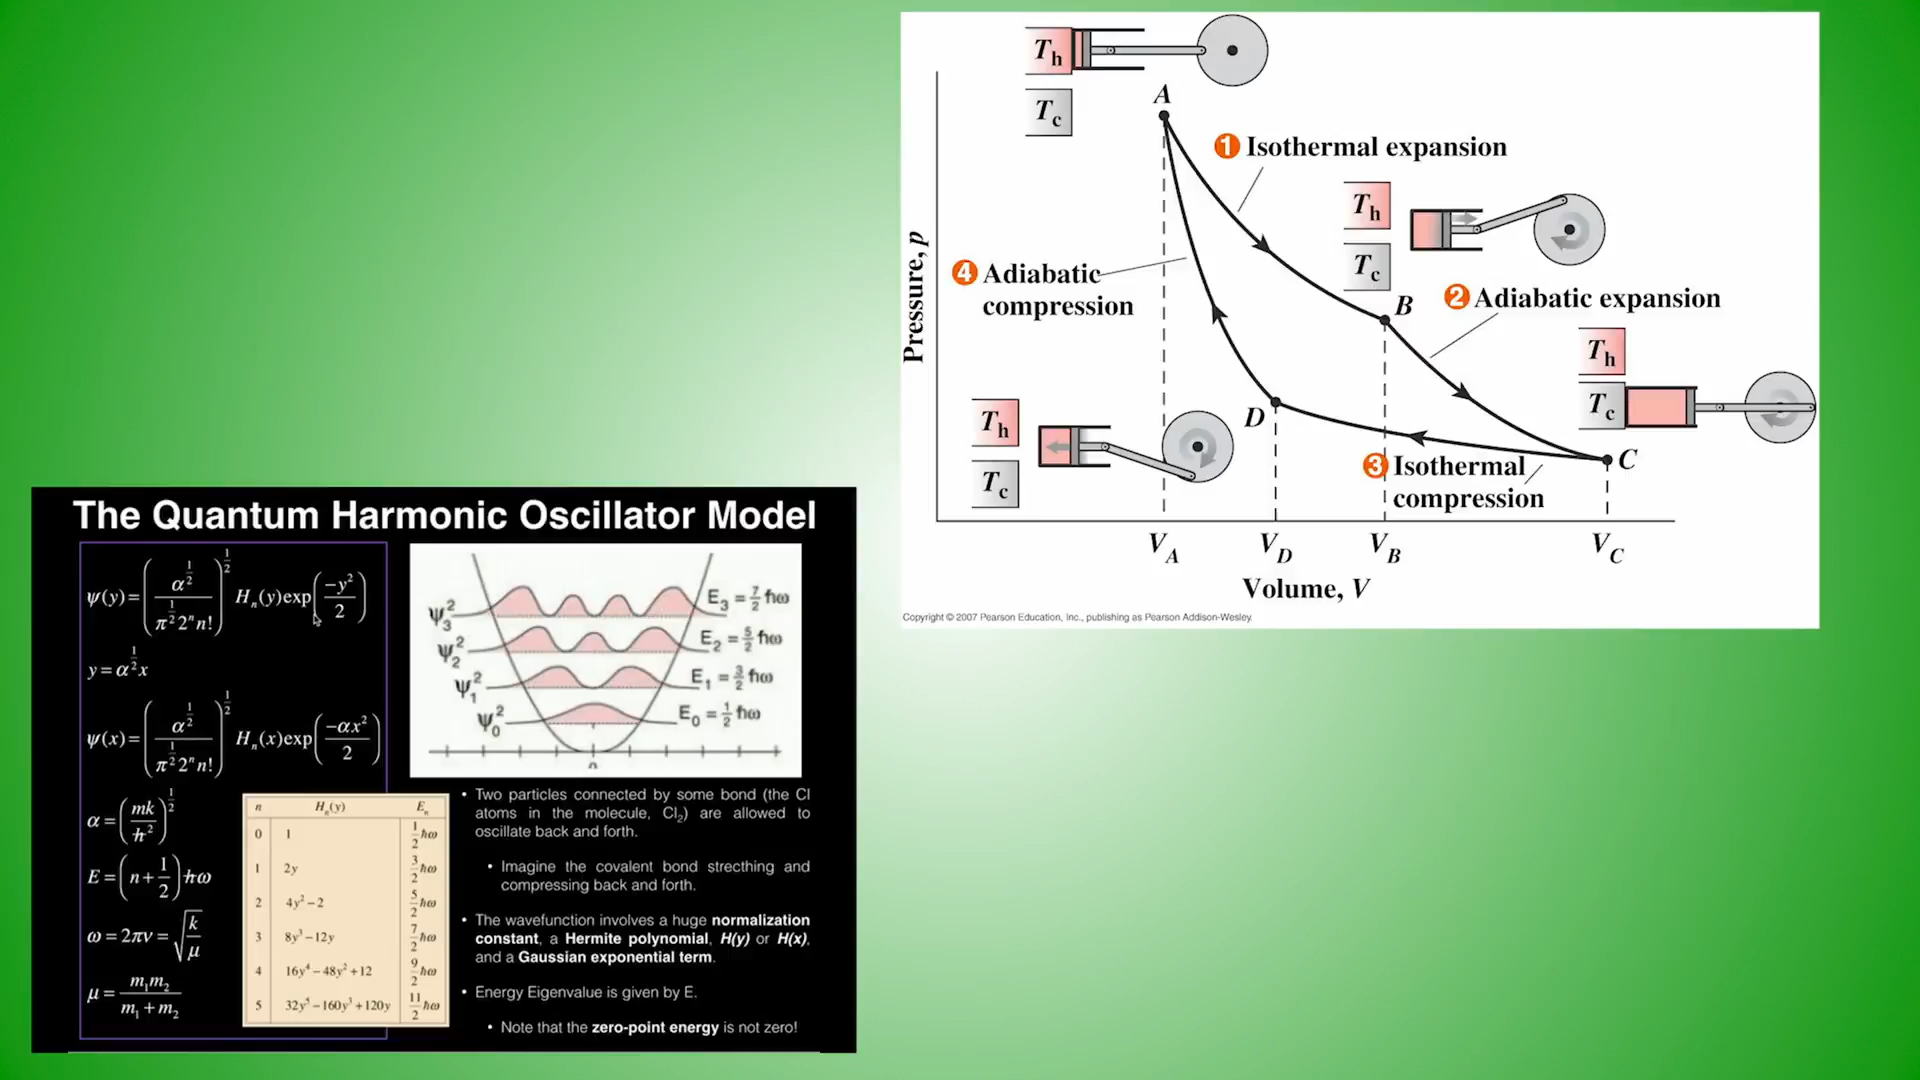 T_h
T_c
A
① Isothermal expansion
T_h
T_c
Pressure, p
④ Adiabatic
compression
B
② Adiabatic expansion
T_h
T_c
T_h
T_c
D
③ Isothermal
compression
C
V_A V_D V_B V_C
Volume, V
Copyright © 2007 Pearson Education, Inc., publishing as Pearson Addison-Wesley.
The Quantum Harmonic Oscillator Model
ψ(y)=(α^{1/2}/(π^{1/2}2^n n!))^{1/2} H_n(y)exp(-y²/2)
y=α^{1/2}x
ψ(x)=(α^{1/2}/(π^{1/2}2^n n!))^{1/2} H_n(x)exp(-αx²/2)
α=(mk/ħ²)^{1/2}
E=(n+1/2)ħω
ω=2πν=√(k/μ)
μ=m₁m₂/(m₁+m₂)
n H_n(y) E_n
0 1 1/2 ħω
1 2y 3/2 ħω
2 4y²−2 5/2 ħω
3 8y³−12y 7/2 ħω
4 16y⁴−48y²+12 9/2 ħω
5 32y⁵−160y³+120y 11/2 ħω
ψ₃² E₃ = 7/2 ħω
ψ₂² E₂ = 5/2 ħω
ψ₁² E₁ = 3/2 ħω
ψ₀² E₀ = 1/2 ħω
• Two particles connected by some bond (the Cl
atoms in the molecule, Cl₂) are allowed to
oscillate back and forth.
• Imagine the covalent bond strecthing and
compressing back and forth.
• The wavefunction involves a huge normalization
constant, a Hermite polynomial, H(y) or H(x),
and a Gaussian exponential term.
• Energy Eigenvalue is given by E.
• Note that the zero-point energy is not zero!